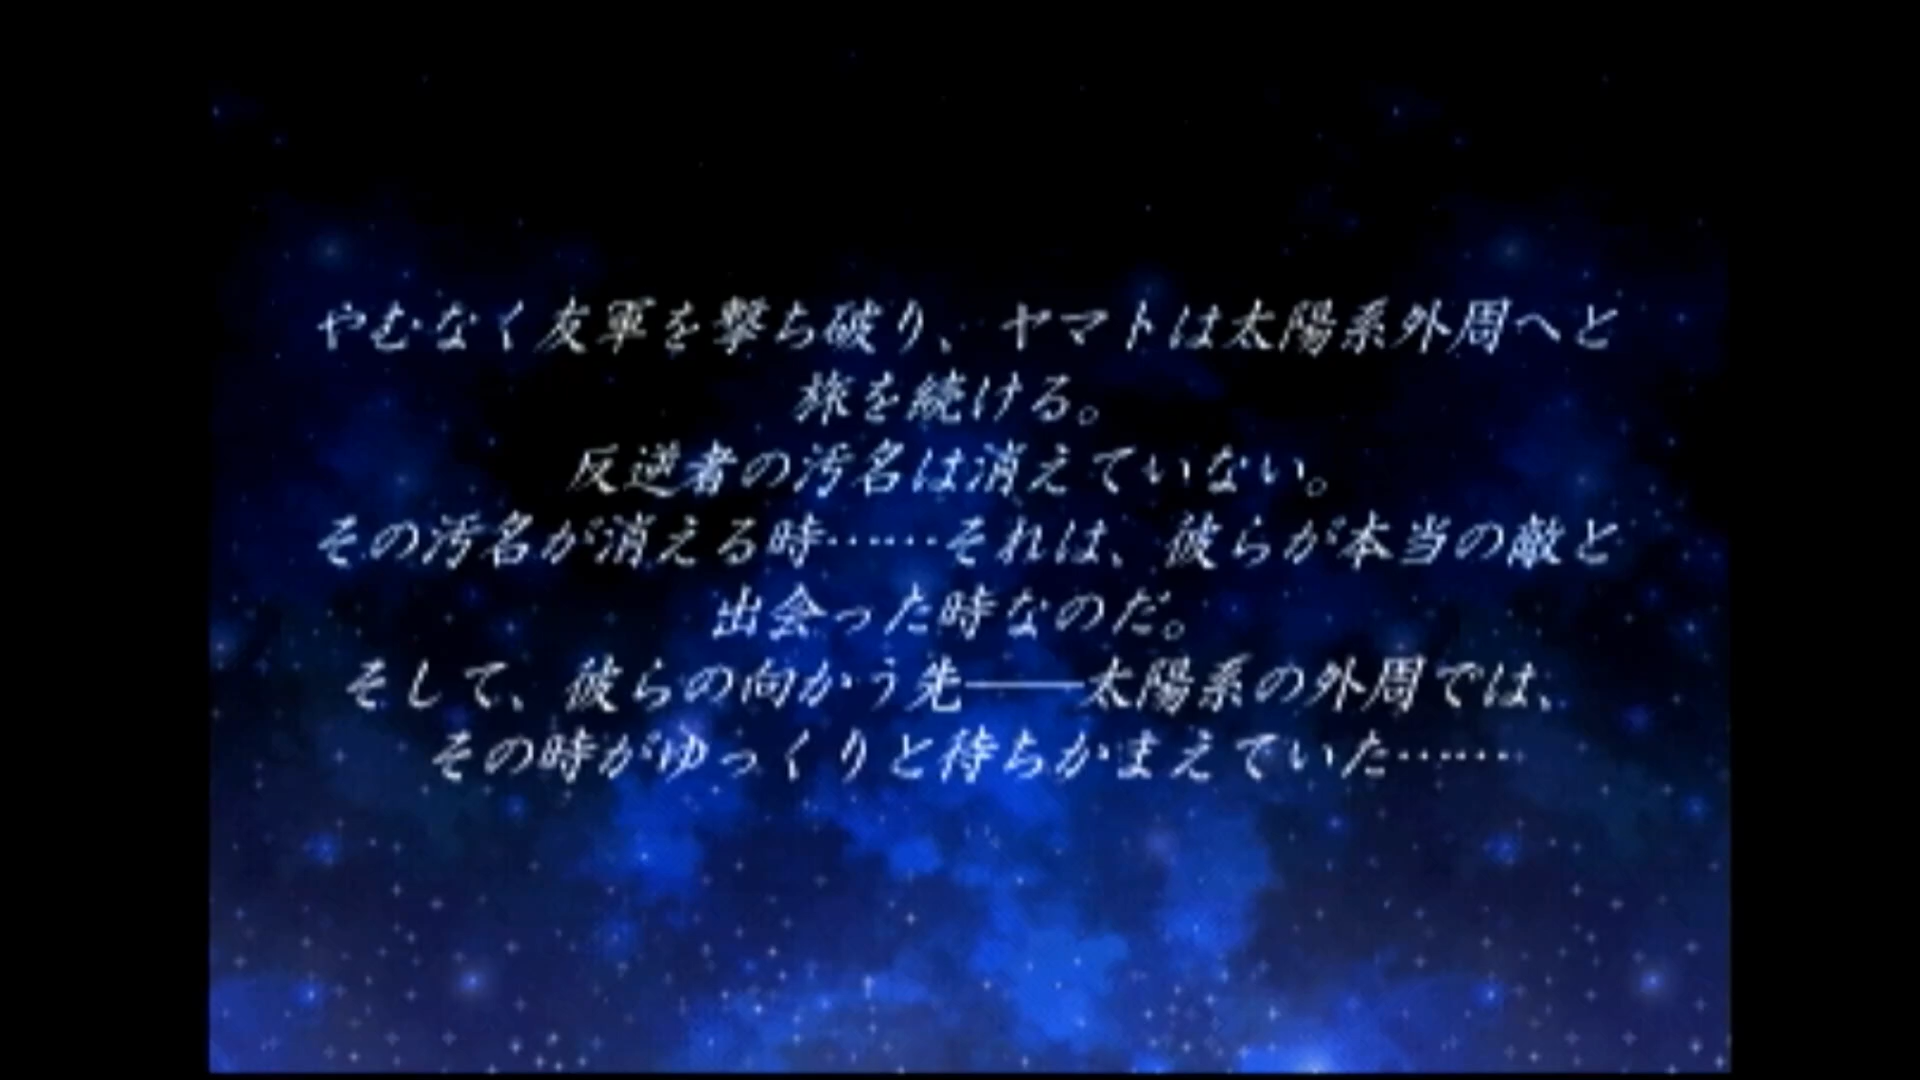 やむなく友軍を撃ち破り、ヤマトは太陽系外周へと
旅を続ける。
反逆者の汚名は消えていない。
その汚名が消える時……それは、彼らが本当の敵と
出会った時なのだ。
そして、彼らの向かう先――太陽系の外周では、
その時がゆっくりと待ちかまえていた……